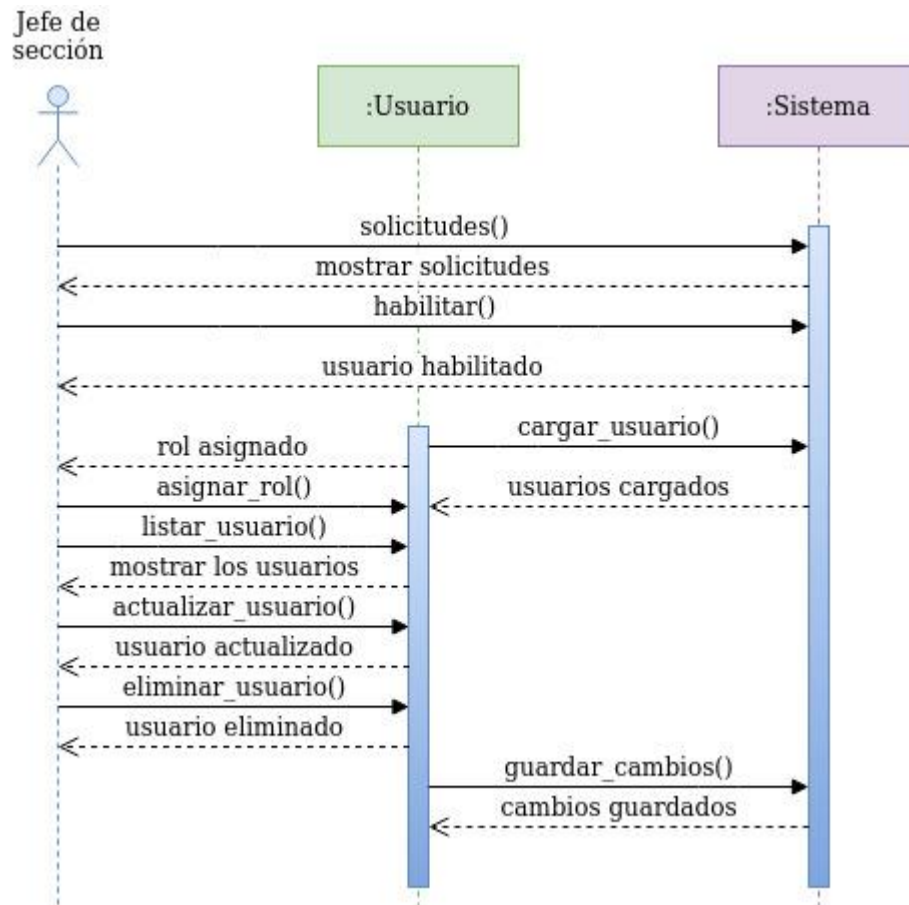 Jefe de
sección
:Usuario
:Sistema
solicitudes()
mostrar solicitudes
habilitar()
usuario habilitado
cargar_usuario()
rol asignado
asignar_rol()
usuarios cargados
listar_usuario()
mostrar los usuarios
actualizar_usuario()
usuario actualizado
eliminar_usuario()
usuario eliminado
guardar_cambios()
cambios guardados